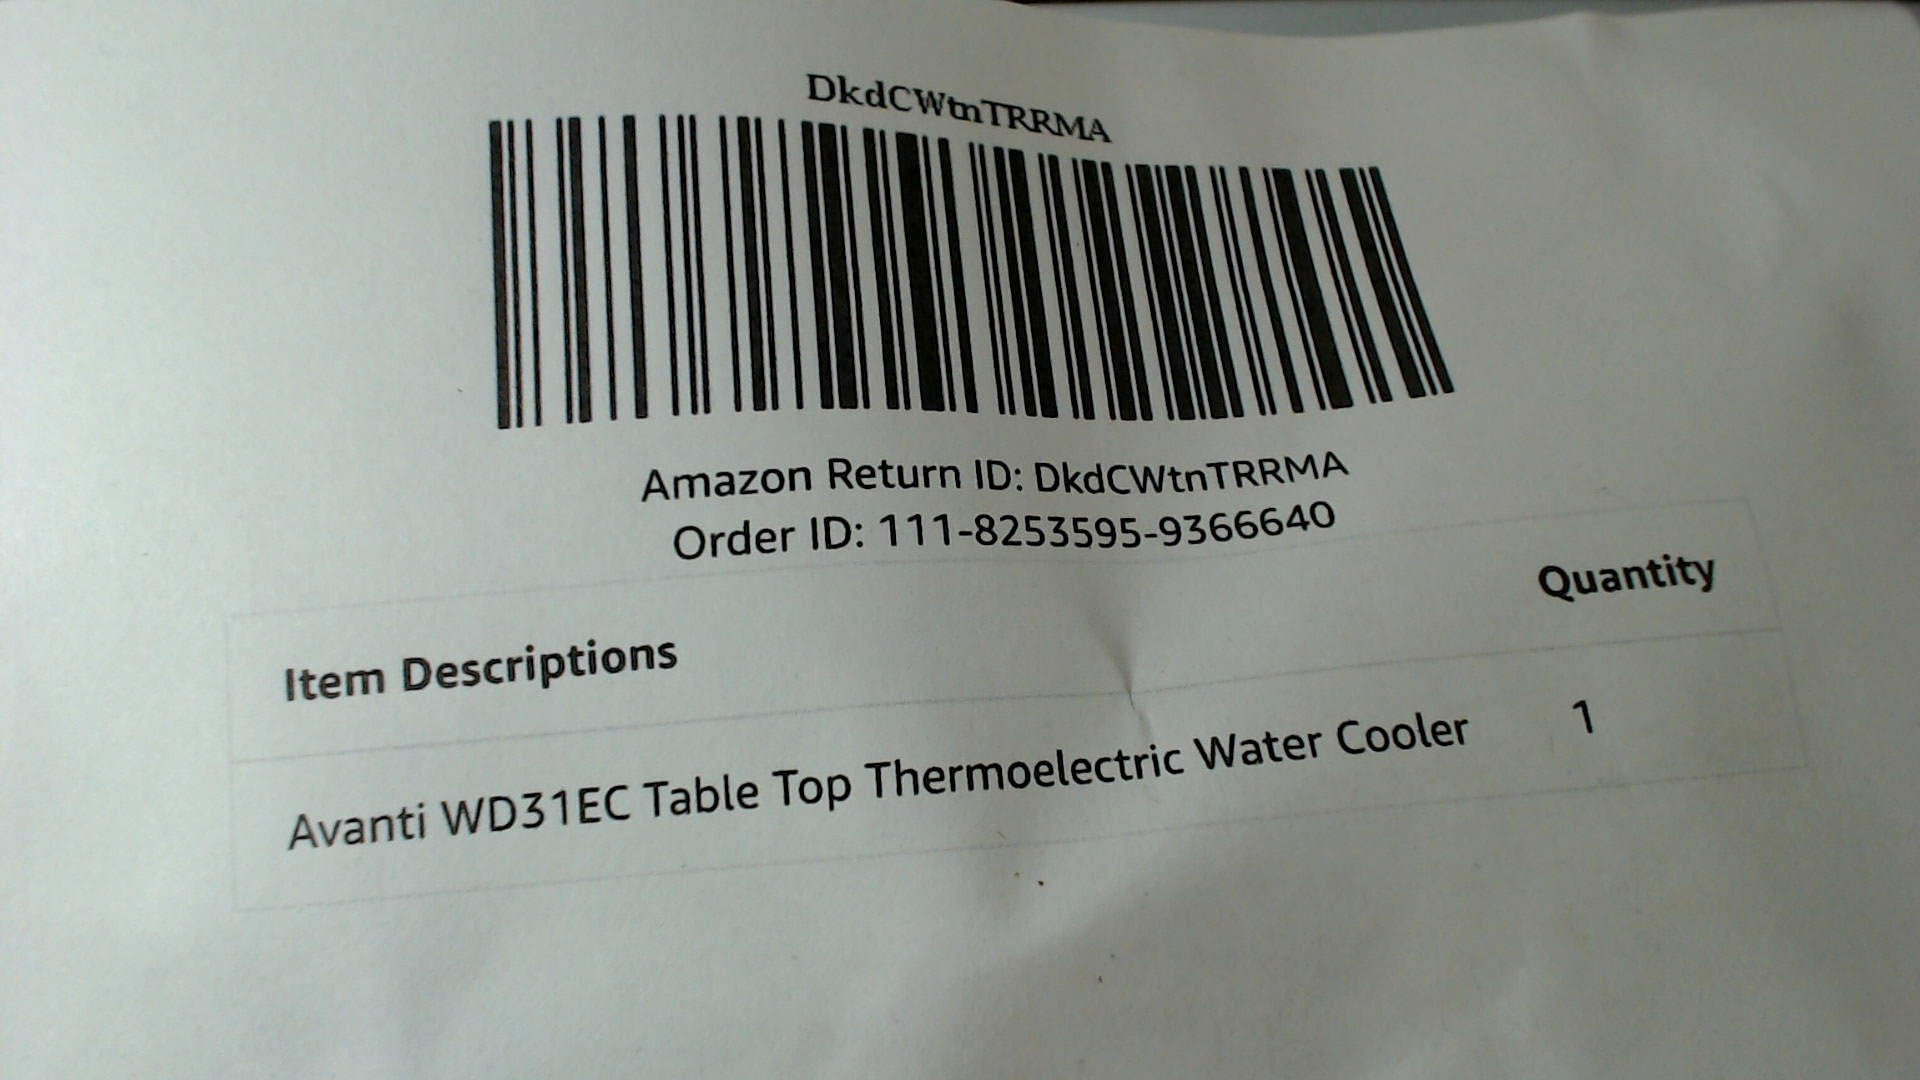 DkdCWtnTRRMA
Amazon Return ID: DkdCWtnTRRMA
Order ID: 111-8253595-9366640
Item Descriptions Quantity
Avanti WD31EC Table Top Thermoelectric Water Cooler 1